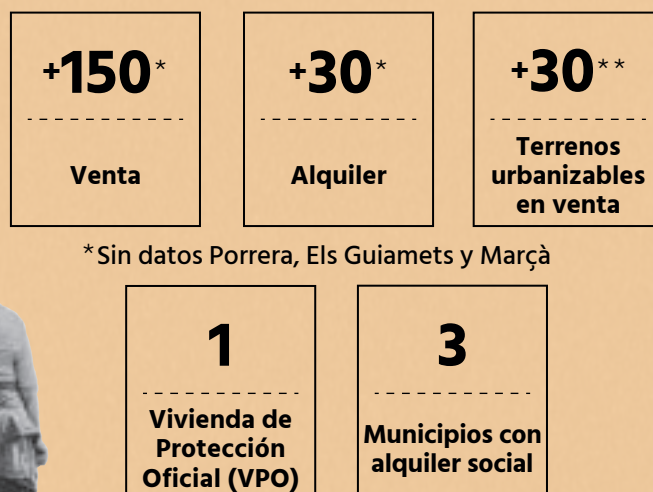 +150*
+30*
+30**
Venta
Alquiler
Terrenos
urbanizables
en venta
*Sin datos Porrera, Els Guiamets y Marçà
1
3
Vivienda de
Protección
Oficial (VPO)
Municipios con
alquiler social